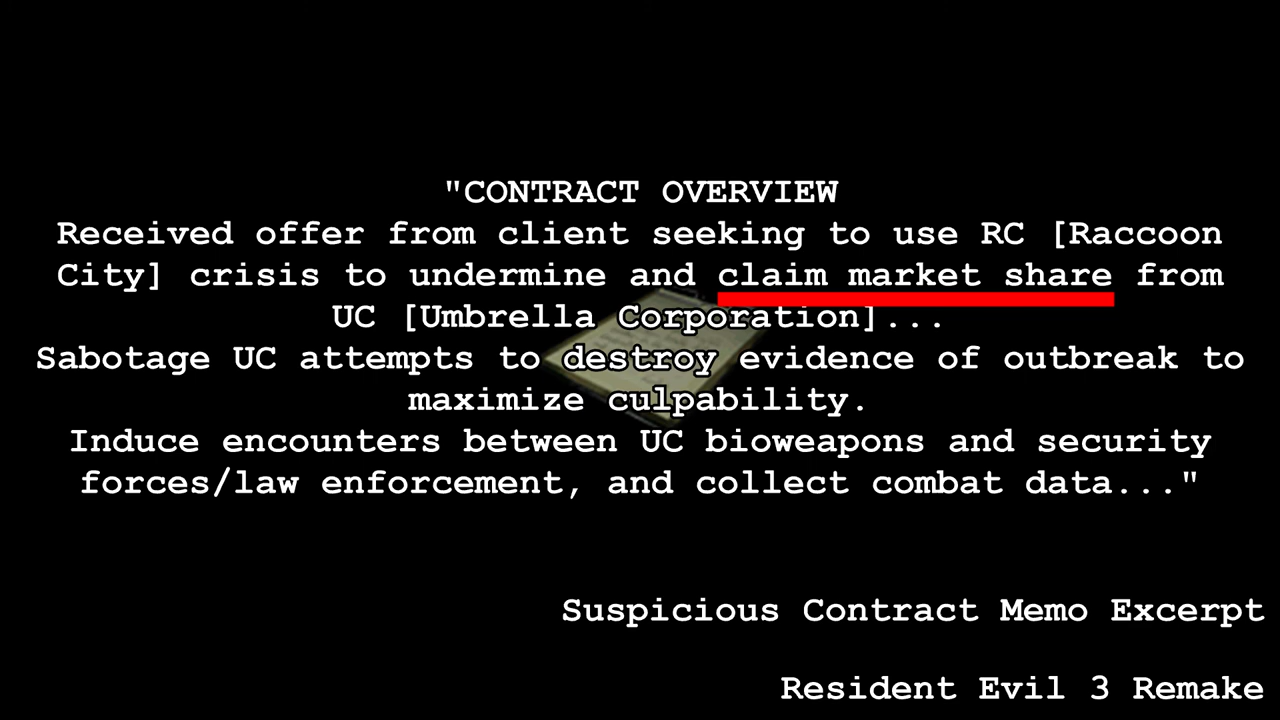 "CONTRACT OVERVIEW
Received offer from client seeking to use RC [Raccoon
City] crisis to undermine and claim market share from
UC [Umbrella Corporation]...
Sabotage UC attempts to destroy evidence of outbreak to
maximize culpability.
Induce encounters between UC bioweapons and security
forces/law enforcement, and collect combat data..."
Suspicious Contract Memo Excerpt
Resident Evil 3 Remake